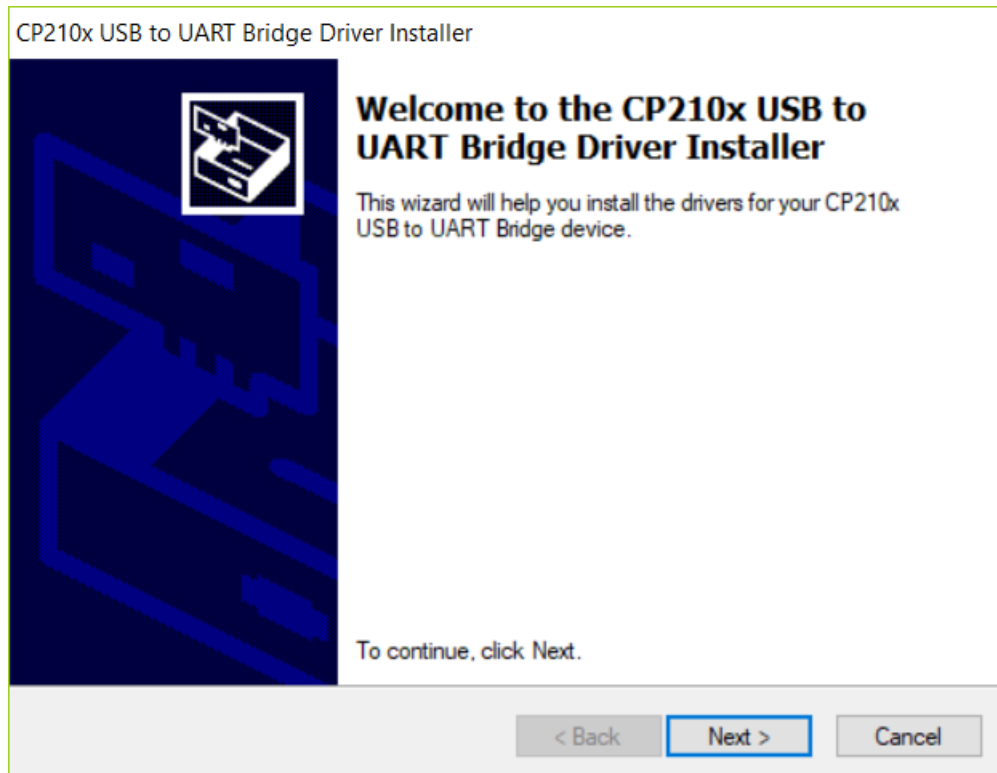 CP210x USB to UART Bridge Driver Installer
Welcome to the CP210x USB to
UART Bridge Driver Installer
This wizard will help you install the drivers for your CP210x
USB to UART Bridge device.
To continue, click Next.
< Back
Next >
Cancel